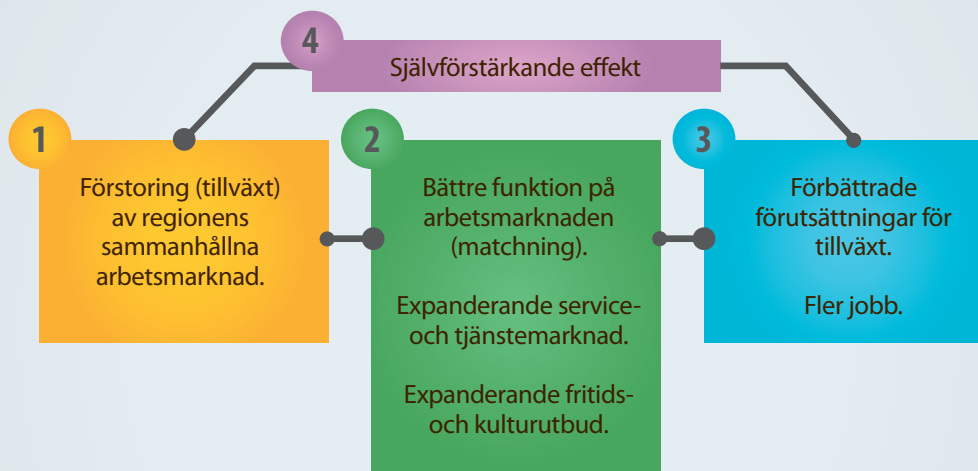 4
Självförstärkande effekt
1
Förstoring (tillväxt)
av regionens
sammanhållna
arbetsmarknad.
2
Bättre funktion på
arbetsmarknaden
(matchning).
Expanderande service-
och tjänstemarknad.
Expanderande fritids-
och kulturutbud.
3
Förbättrade
förutsättningar för
tillväxt.
Fler jobb.